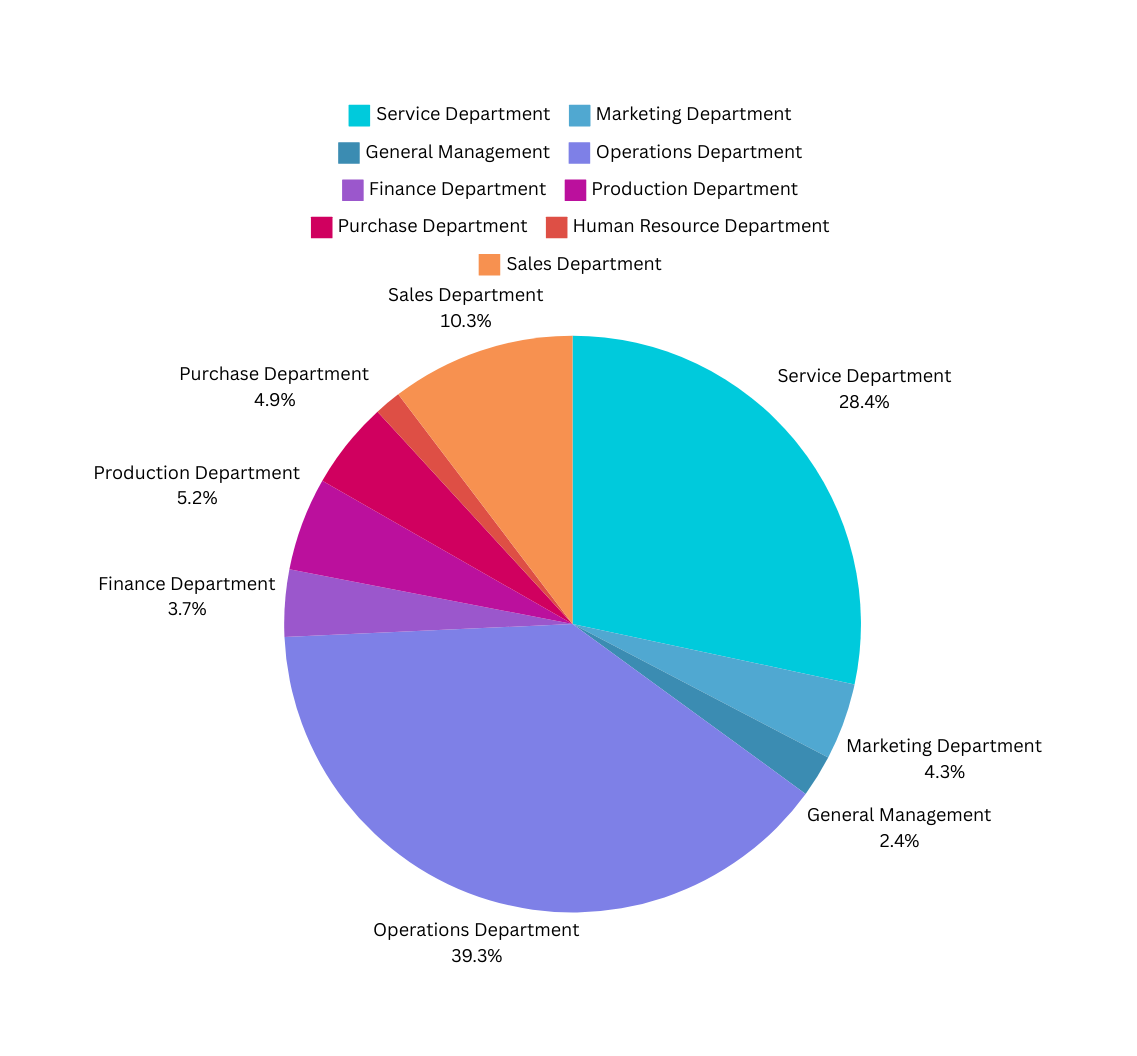 Service Department Marketing Department
General Management Operations Department
Finance Department Production Department
Purchase Department Human Resource Department
Sales Department
Sales Department
10.3%
Service Department
28.4%
Purchase Department
4.9%
Production Department
5.2%
Finance Department
3.7%
Marketing Department
4.3%
General Management
2.4%
Operations Department
39.3%